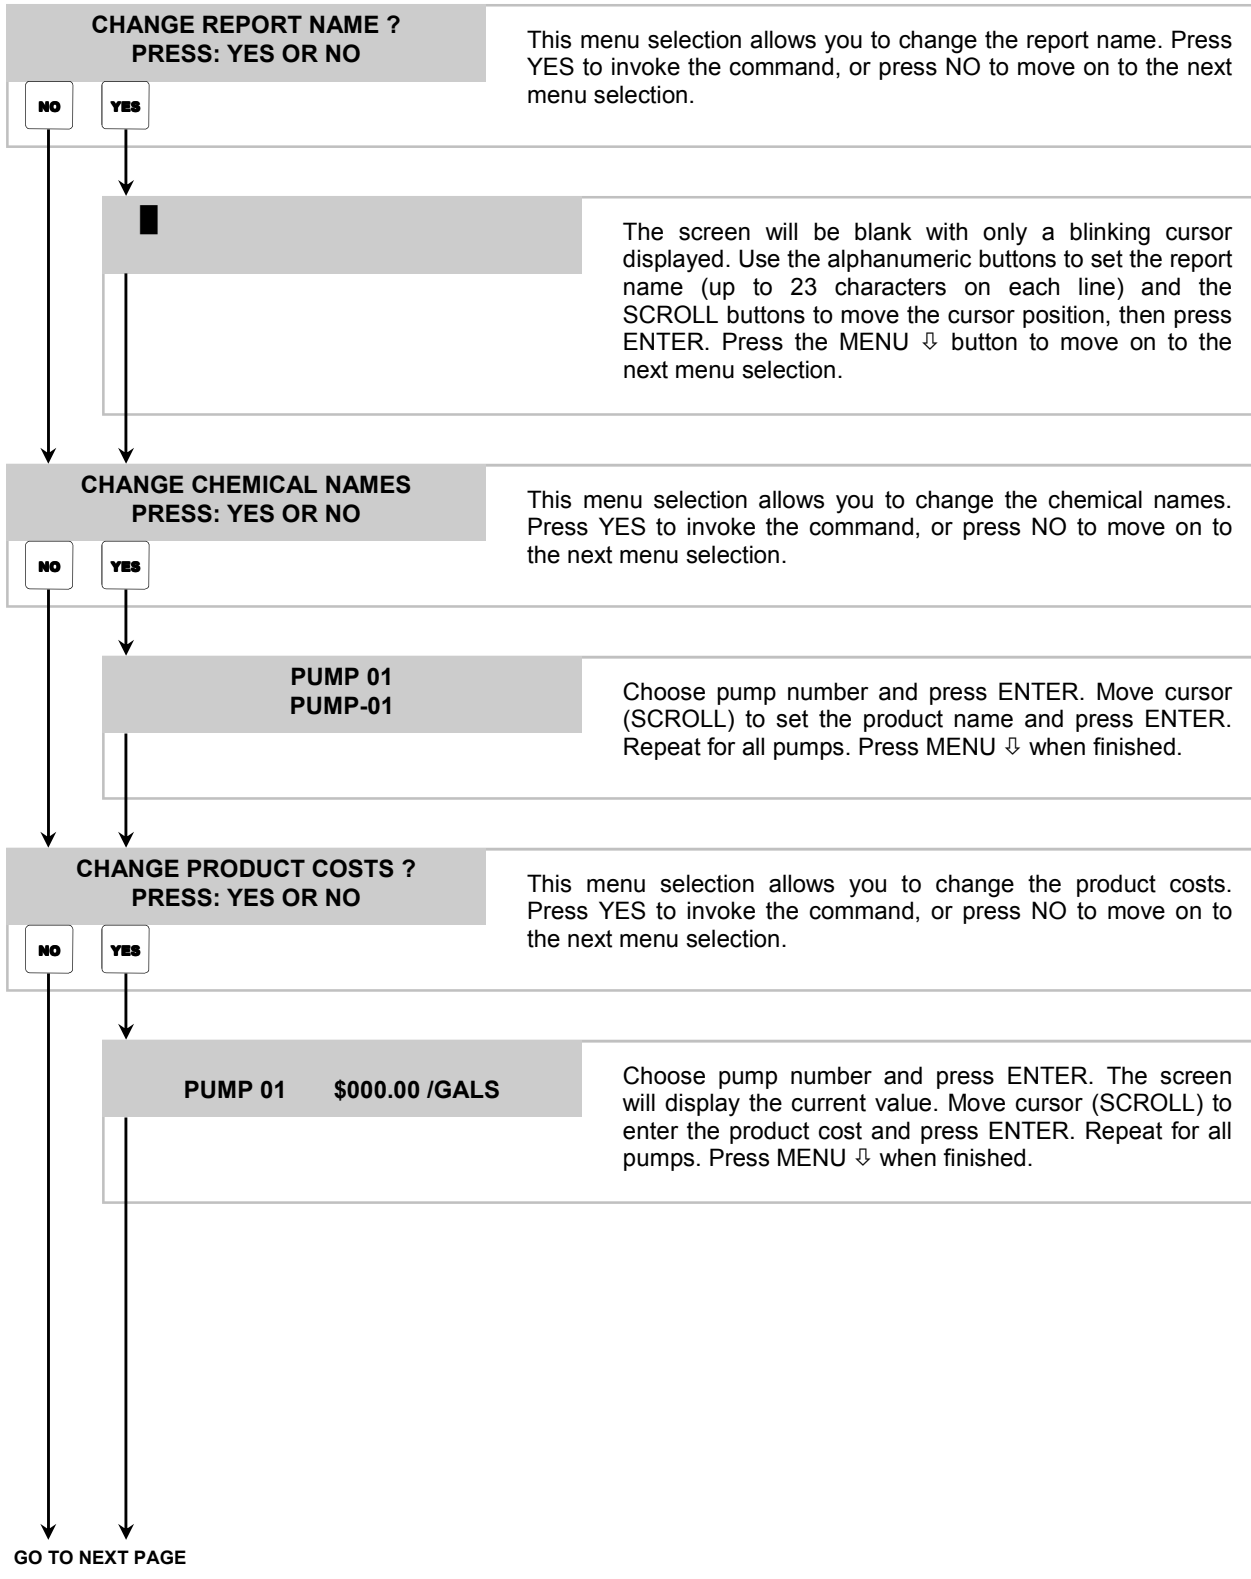 CHANGE REPORT NAME ?
PRESS: YES OR NO
This menu selection allows you to change the report name. Press
YES to invoke the command, or press NO to move on to the next
menu selection.
NO YES
The screen will be blank with only a blinking cursor
displayed. Use the alphanumeric buttons to set the report
name (up to 23 characters on each line) and the
SCROLL buttons to move the cursor position, then press
ENTER. Press the MENU ⇩ button to move on to the
next menu selection.
CHANGE CHEMICAL NAMES
PRESS: YES OR NO
This menu selection allows you to change the chemical names.
Press YES to invoke the command, or press NO to move on to
the next menu selection.
NO YES
PUMP 01
PUMP-01
Choose pump number and press ENTER. Move cursor
(SCROLL) to set the product name and press ENTER.
Repeat for all pumps. Press MENU ⇩ when finished.
CHANGE PRODUCT COSTS ?
PRESS: YES OR NO
This menu selection allows you to change the product costs.
Press YES to invoke the command, or press NO to move on to
the next menu selection.
NO YES
PUMP 01 $000.00 /GALS
Choose pump number and press ENTER. The screen
will display the current value. Move cursor (SCROLL) to
enter the product cost and press ENTER. Repeat for all
pumps. Press MENU ⇩ when finished.
GO TO NEXT PAGE